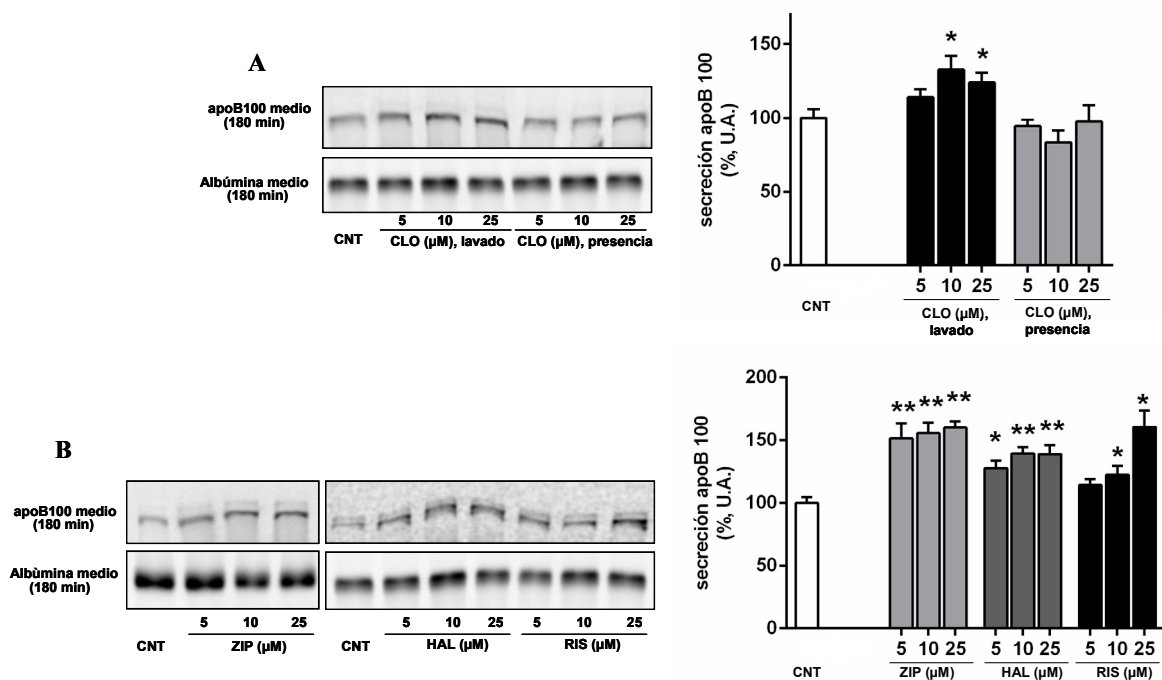 A
apoB100 medio
(180 min)
Albúmina medio
(180 min)
5 10 25 5 10 25
CNT CLO (µM), lavado CLO (µM), presencia
secreción apoB 100
(%, U.A.)
150
100
50
0
* *
5 10 25 5 10 25
CNT
CLO (µM),
lavado
CLO (µM),
presencia
B
apoB100 medio
(180 min)
Albùmina medio
(180 min)
5 10 25 5 10 25 5 10 25
CNT ZIP (µM) CNT HAL (µM) RIS (µM)
secreción apoB 100
(%, U.A.)
200
150
100
50
0
** ** ** * ** ** * *
5 10 25 5 10 25 5 10 25
CNT ZIP (µM) HAL (µM) RIS (µM)